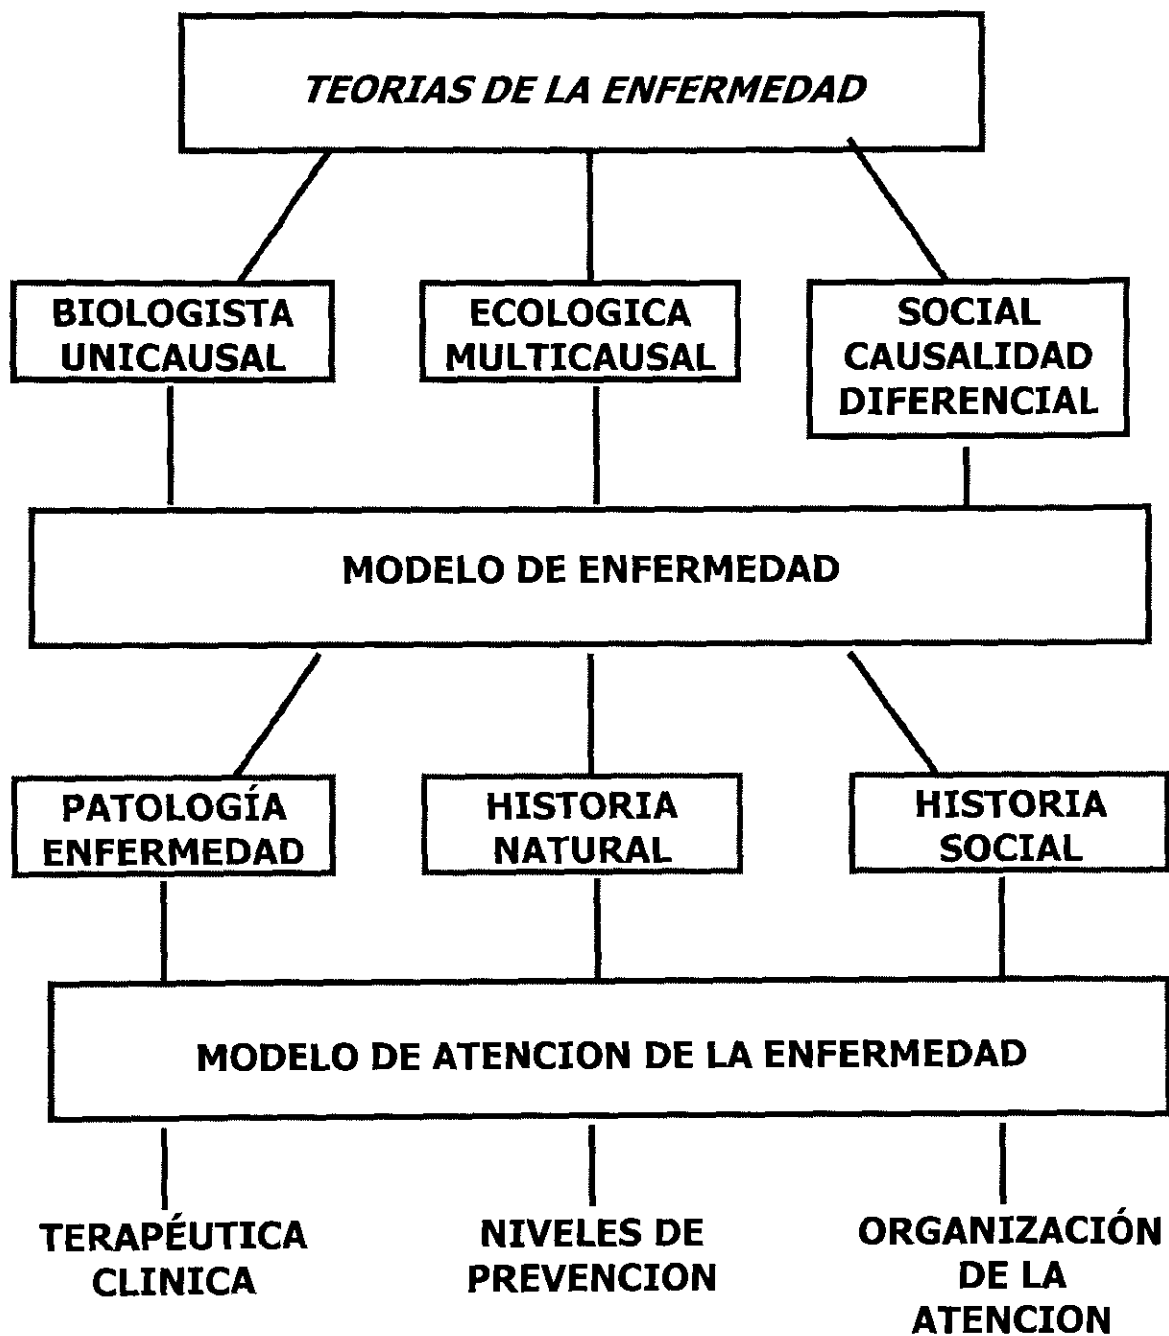 TEORIAS DE LA ENFERMEDAD
BIOLOGISTA
UNICAUSAL
ECOLOGICA
MULTICAUSAL
SOCIAL
CAUSALIDAD
DIFERENCIAL
MODELO DE ENFERMEDAD
PATOLOGÍA
ENFERMEDAD
HISTORIA
NATURAL
HISTORIA
SOCIAL
MODELO DE ATENCION DE LA ENFERMEDAD
TERAPÉUTICA
CLINICA
NIVELES DE
PREVENCION
ORGANIZACIÓN
DE LA
ATENCION